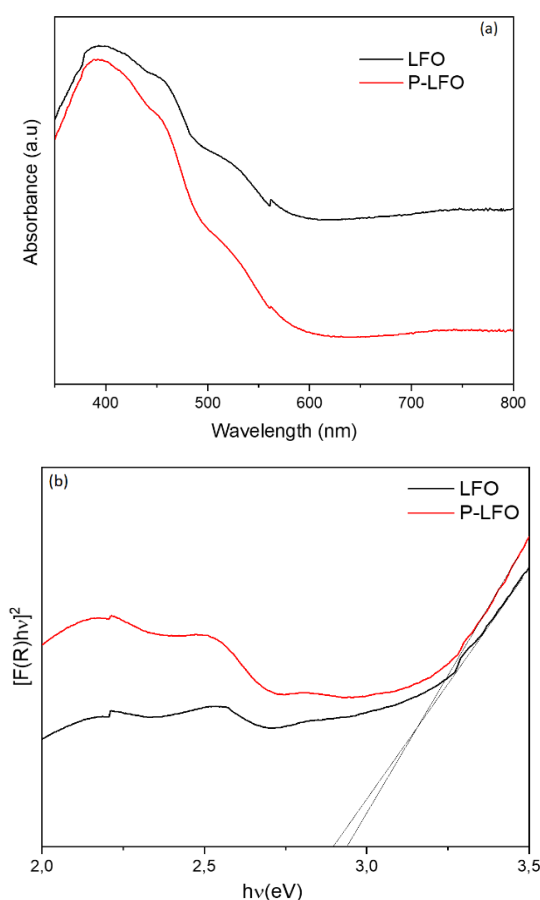 (a)
LFO
P-LFO
Absorbance (a.u)
400 500 600 700 800
Wavelength (nm)
(b)
LFO
P-LFO
[F(R)hν]²
2,0 2,5 3,0 3,5
hν(eV)